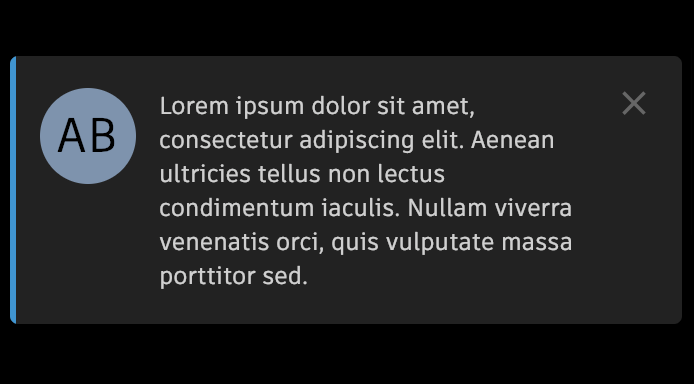 AB
Lorem ipsum dolor sit amet,
consectetur adipiscing elit. Aenean
ultricies tellus non lectus
condimentum iaculis. Nullam viverra
venenatis orci, quis vulputate massa
porttitor sed.